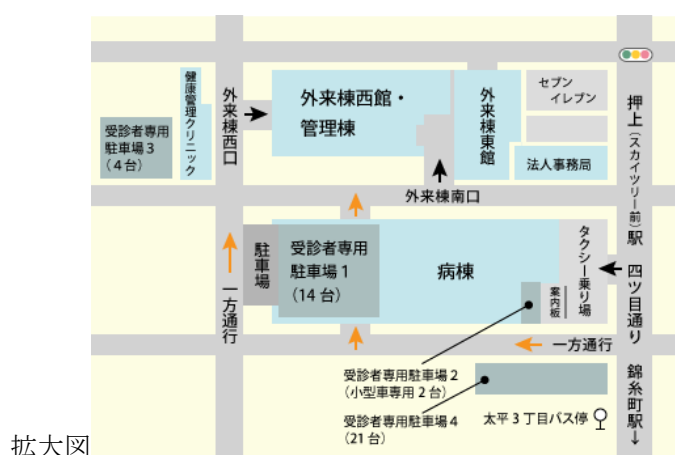 健康管理クリニック
受診者専用
駐車場3
（4台）
外来棟西口
外来棟西館・
管理棟
外来棟東館
セブン
イレブン
法人事務局
押上（スカイツリー前）駅
外来棟南口
駐車場
受診者専用
駐車場1
（14台）
病棟
タクシー乗り場
案内板
四ツ目通り
一方通行
一方通行
受診者専用駐車場2
（小型車専用2台）
受診者専用駐車場4
（21台）
太平3丁目バス停
錦糸町駅↓
拡大図